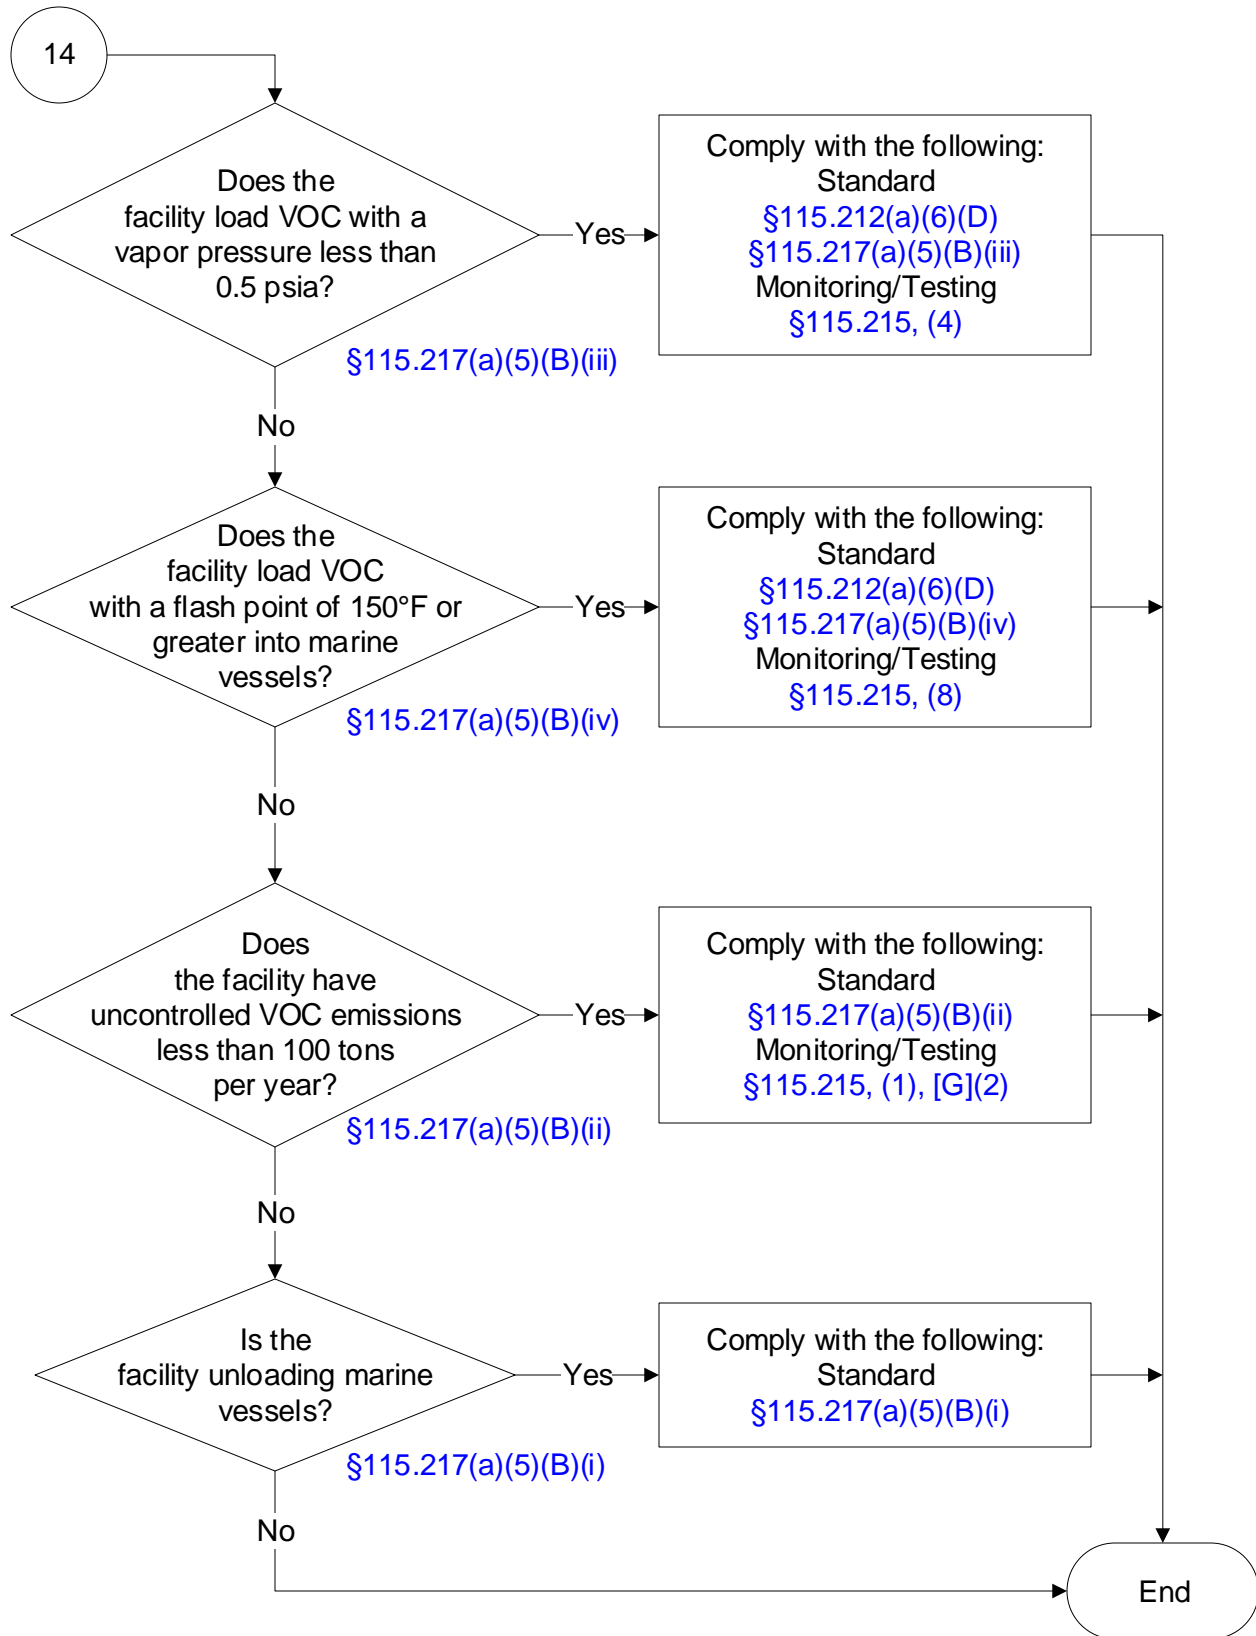 14
Does the
facility load VOC with a
vapor pressure less than
0.5 psia?
§115.217(a)(5)(B)(iii)
Yes
Comply with the following:
Standard
§115.212(a)(6)(D)
§115.217(a)(5)(B)(iii)
Monitoring/Testing
§115.215, (4)
No
Does the
facility load VOC
with a flash point of 150°F or
greater into marine
vessels?
§115.217(a)(5)(B)(iv)
Yes
Comply with the following:
Standard
§115.212(a)(6)(D)
§115.217(a)(5)(B)(iv)
Monitoring/Testing
§115.215, (8)
No
Does
the facility have
uncontrolled VOC emissions
less than 100 tons
per year?
§115.217(a)(5)(B)(ii)
Yes
Comply with the following:
Standard
§115.217(a)(5)(B)(ii)
Monitoring/Testing
§115.215, (1), [G](2)
No
Is the
facility unloading marine
vessels?
§115.217(a)(5)(B)(i)
Yes
Comply with the following:
Standard
§115.217(a)(5)(B)(i)
No
End